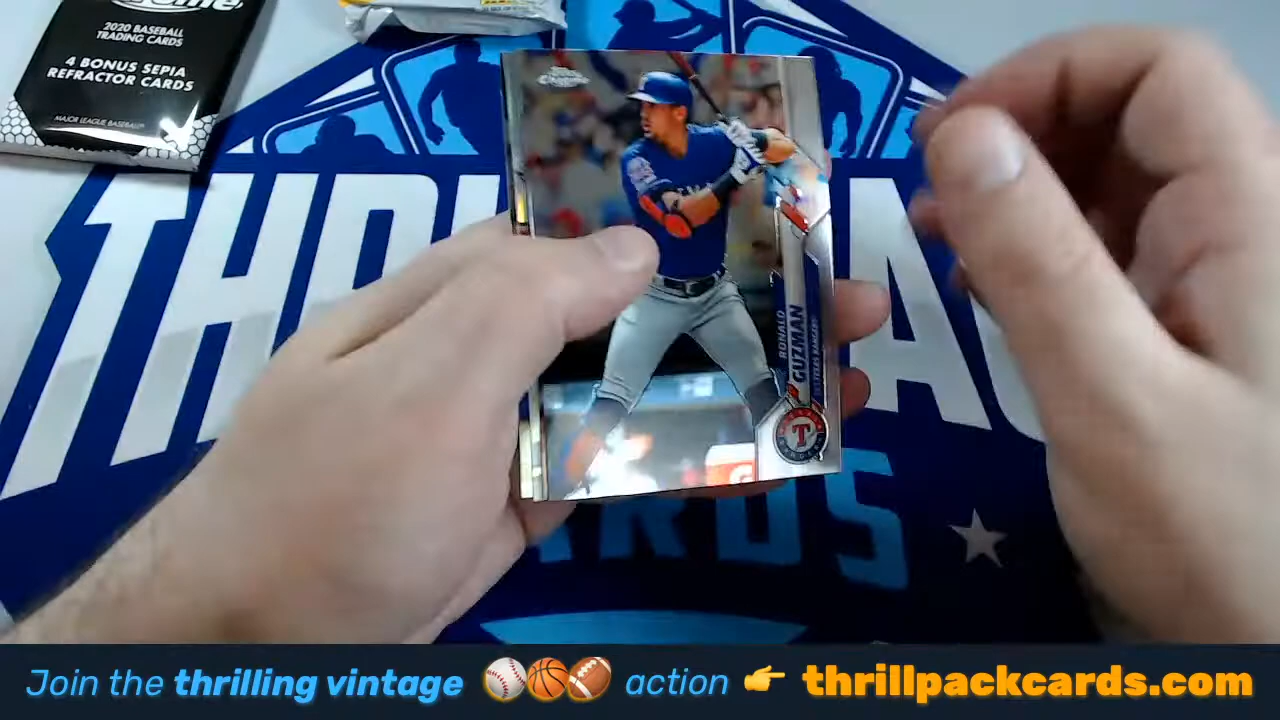 2020 BASEBALL
TRADING CARDS
4 BONUS SEPIA
REFRACTOR CARDS
MAJOR LEAGUE BASEBALL
RONALD
GUZMAN
TEXAS RANGERS
T
Join the thrilling vintage action 👉 thrillpackcards.com